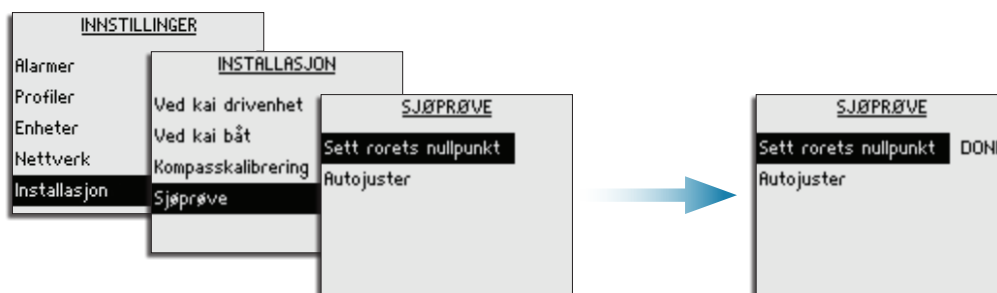 INNSTILLINGER
Alarmer
Profiler
Enheter
Nettverk
Installasjon
INSTALLASJON
Ved kai drivenhet
Ved kai båt
Kompasskalibrering
Sjøprøve
SJØPRØVE
Sett rorets nullpunkt
Autojuster
SJØPRØVE
Sett rorets nullpunkt
Autojuster